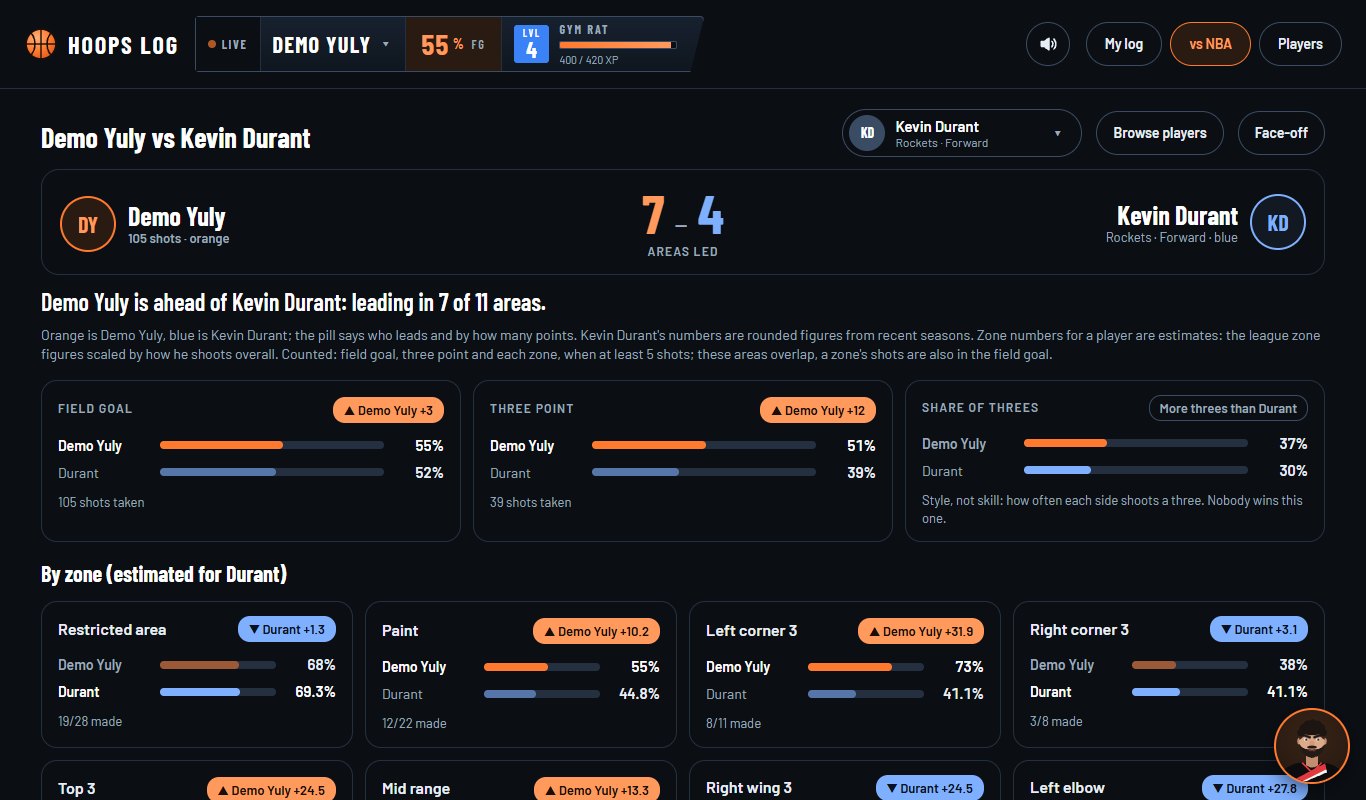 HOOPS LOG
LIVE
DEMO YULY ▼
55% FG
LVL 4
GYM RAT
400 / 420 XP
My log
vs NBA
Players
Demo Yuly vs Kevin Durant
KD
Kevin Durant
Rockets · Forward
▼
Browse players
Face-off
DY
Demo Yuly
105 shots · orange
7 – 4
AREAS LED
Kevin Durant
Rockets · Forward · blue
KD
Demo Yuly is ahead of Kevin Durant: leading in 7 of 11 areas.
Orange is Demo Yuly, blue is Kevin Durant; the pill says who leads and by how many points. Kevin Durant's numbers are rounded figures from recent seasons. Zone numbers for a player are estimates: the league zone
figures scaled by how he shoots overall. Counted: field goal, three point and each zone, when at least 5 shots; these areas overlap, a zone's shots are also in the field goal.
FIELD GOAL
▲ Demo Yuly +3
Demo Yuly 55%
Durant 52%
105 shots taken
THREE POINT
▲ Demo Yuly +12
Demo Yuly 51%
Durant 39%
39 shots taken
SHARE OF THREES
More threes than Durant
Demo Yuly 37%
Durant 30%
Style, not skill: how often each side shoots a three. Nobody wins this
one.
By zone (estimated for Durant)
Restricted area
▼ Durant +1.3
Demo Yuly 68%
Durant 69.3%
19/28 made
Paint
▲ Demo Yuly +10.2
Demo Yuly 55%
Durant 44.8%
12/22 made
Left corner 3
▲ Demo Yuly +31.9
Demo Yuly 73%
Durant 41.1%
8/11 made
Right corner 3
▼ Durant +3.1
Demo Yuly 38%
Durant 41.1%
3/8 made
Top 3
▲ Demo Yuly +24.5
Mid range
▲ Demo Yuly +13.3
Right wing 3
▼ Durant +24.5
Left elbow
▼ Durant +27.8